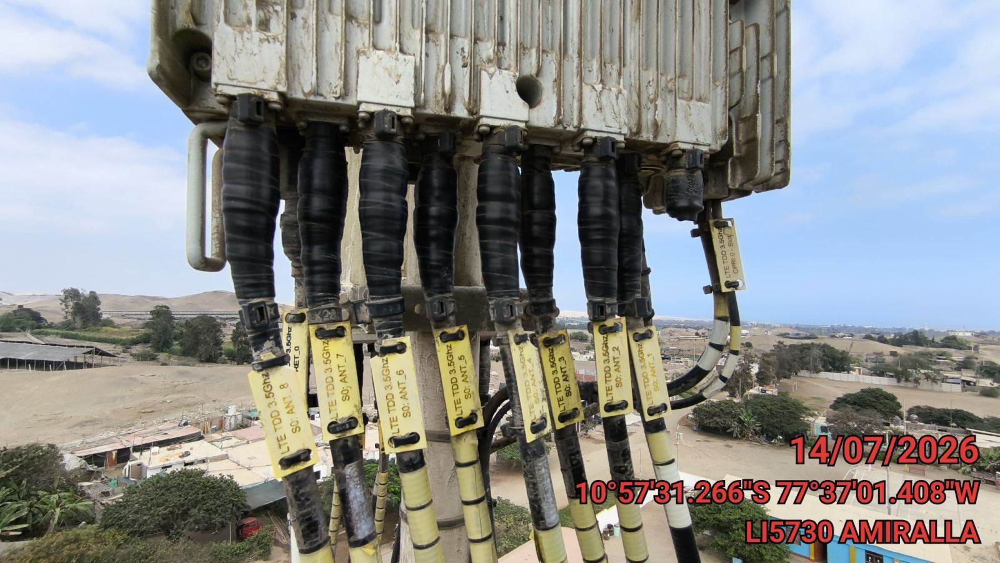 LTE TDD 3.5Ghz
CPRI 0 - Slot
3.5Ghz
RET_0
LTE TDD 3.5Ghz
S0: ANT_8
LTE TDD 3.5Ghz
S0: ANT_7
LTE TDD 3.5Ghz
S0: ANT_6
LTE TDD 3.5Ghz
S0: ANT_5
LTE TDD 3.5Ghz
S0: ANT_4
LTE TDD 3.5Ghz
S0: ANT_3
LTE TDD 3.5Ghz
S0: ANT_2
LTE TDD 3.5Ghz
S0: ANT_1
14/07/2026
10°57'31.266"S 77°37'01.408"W
LI5730 AMIRALLA